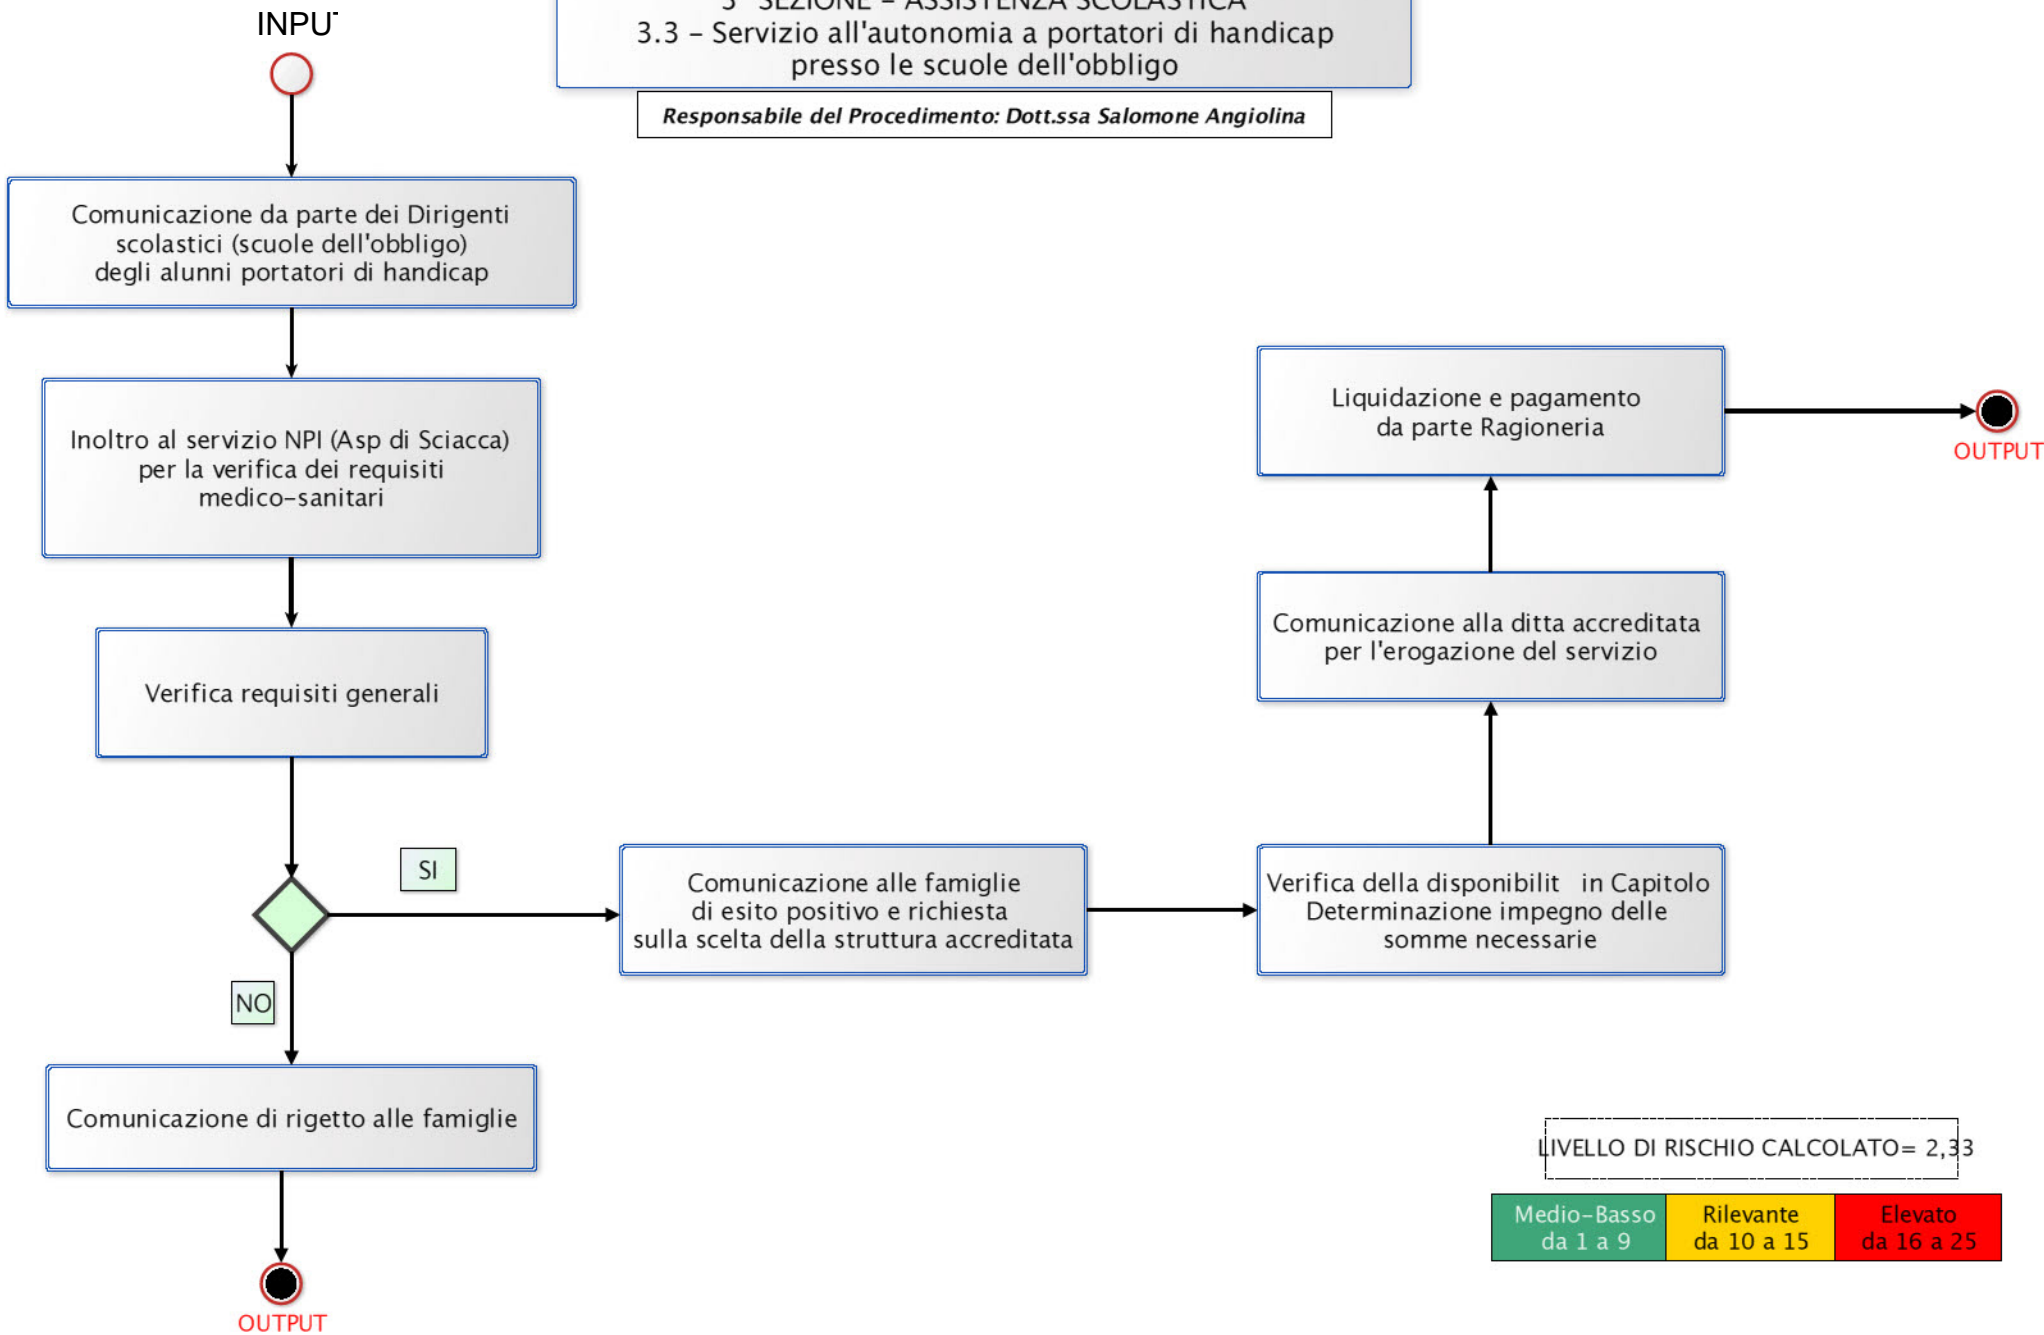 INPUT
3° SEZIONE - ASSISTENZA SCOLASTICA
3.3 - Servizio all'autonomia a portatori di handicap
presso le scuole dell'obbligo
Responsabile del Procedimento: Dott.ssa Salomone Angiolina
Comunicazione da parte dei Dirigenti
scolastici (scuole dell'obbligo)
degli alunni portatori di handicap
Inoltro al servizio NPI (Asp di Sciacca)
per la verifica dei requisiti
medico-sanitari
Verifica requisiti generali
SI
NO
Comunicazione di rigetto alle famiglie
OUTPUT
Comunicazione alle famiglie
di esito positivo e richiesta
sulla scelta della struttura accreditata
Verifica della disponibilit in Capitolo
Determinazione impegno delle
somme necessarie
Comunicazione alla ditta accreditata
per l'erogazione del servizio
Liquidazione e pagamento
da parte Ragioneria
OUTPUT
LIVELLO DI RISCHIO CALCOLATO= 2,33
Medio-Basso
da 1 a 9
Rilevante
da 10 a 15
Elevato
da 16 a 25